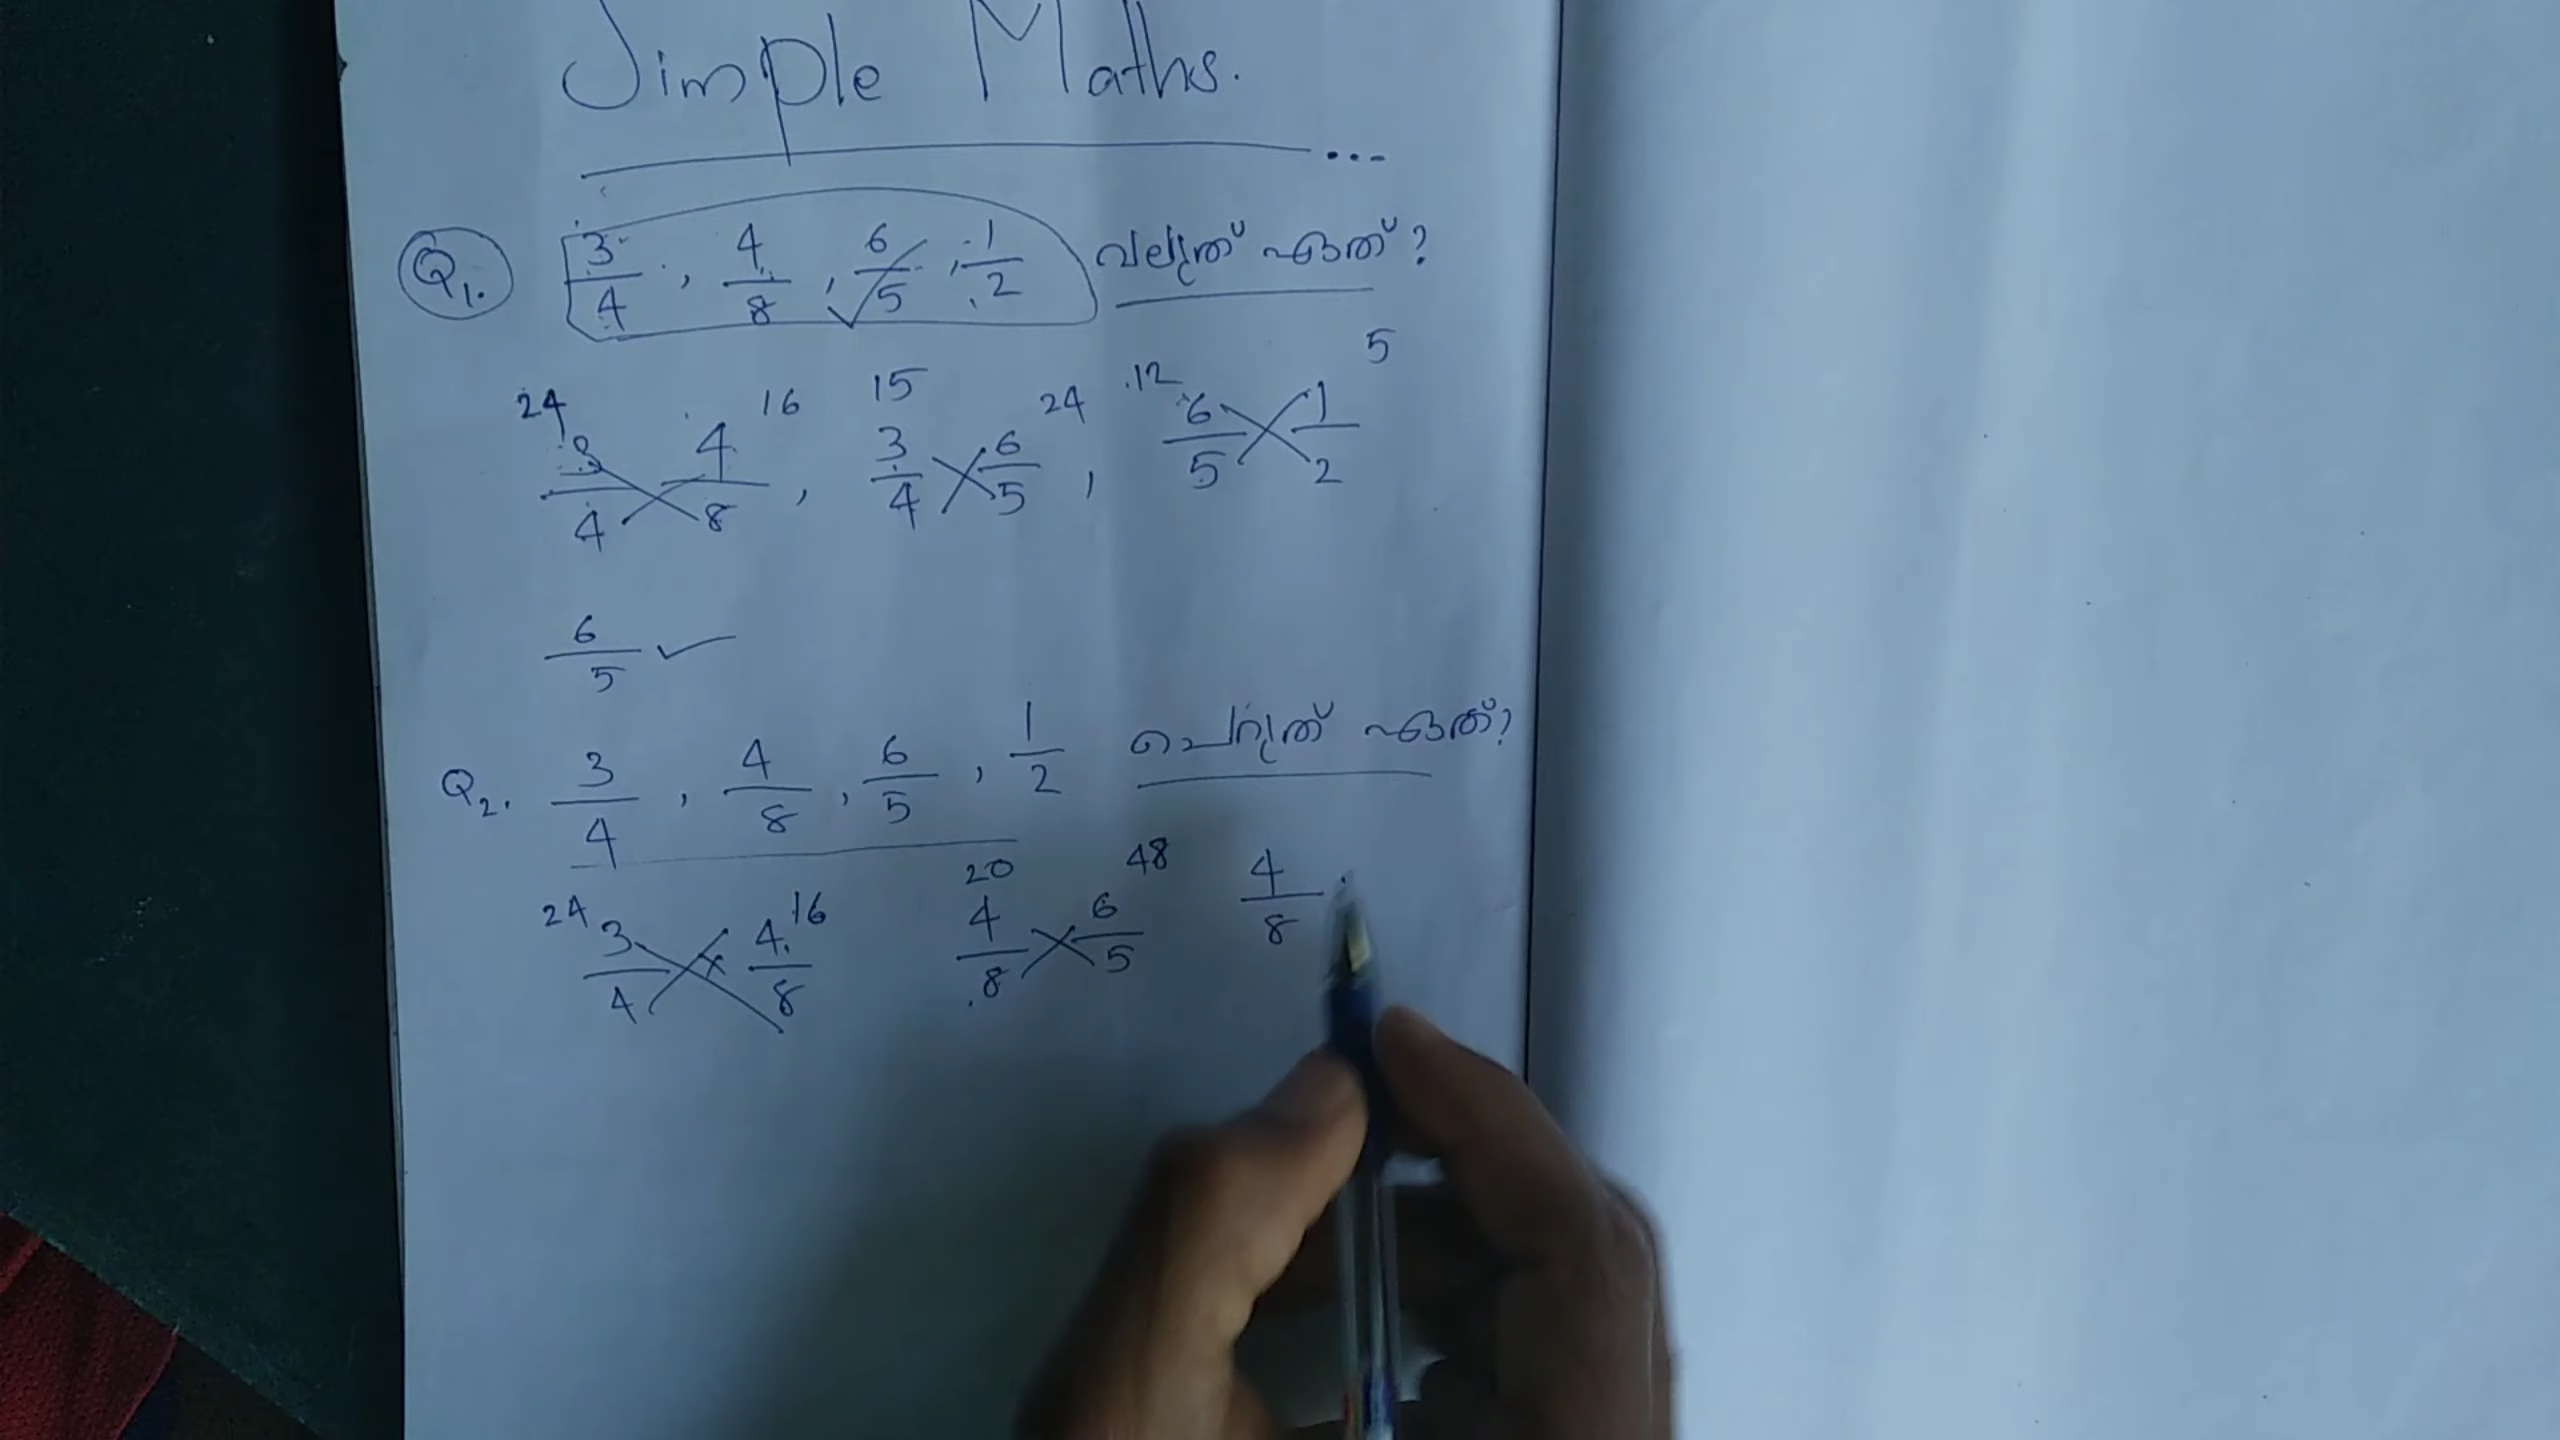 Simple Maths.
Q1. 3/4, 4/8, 6/5, 1/2 വലുത് ഏത്?
24 3/4 4/8 16, 15 3/4 6/5 24, 12 6/5 1/2 5
6/5 ✓
Q2. 3/4, 4/8, 6/5, 1/2 ചെറുത് ഏത്?
24 3/4 4/8 16 20 4/8 6/5 48 4/8